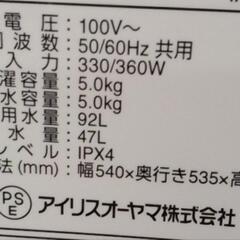 電圧：100V～
周波数：50/60Hz 共用
入力：330/360W
濯容量：5.0kg
水容量：5.0kg
用水量：92L
水量：47L
レベル：IPX4
法(mm)：幅540×奥行き535×高
PS
E
アイリスオーヤマ株式会社